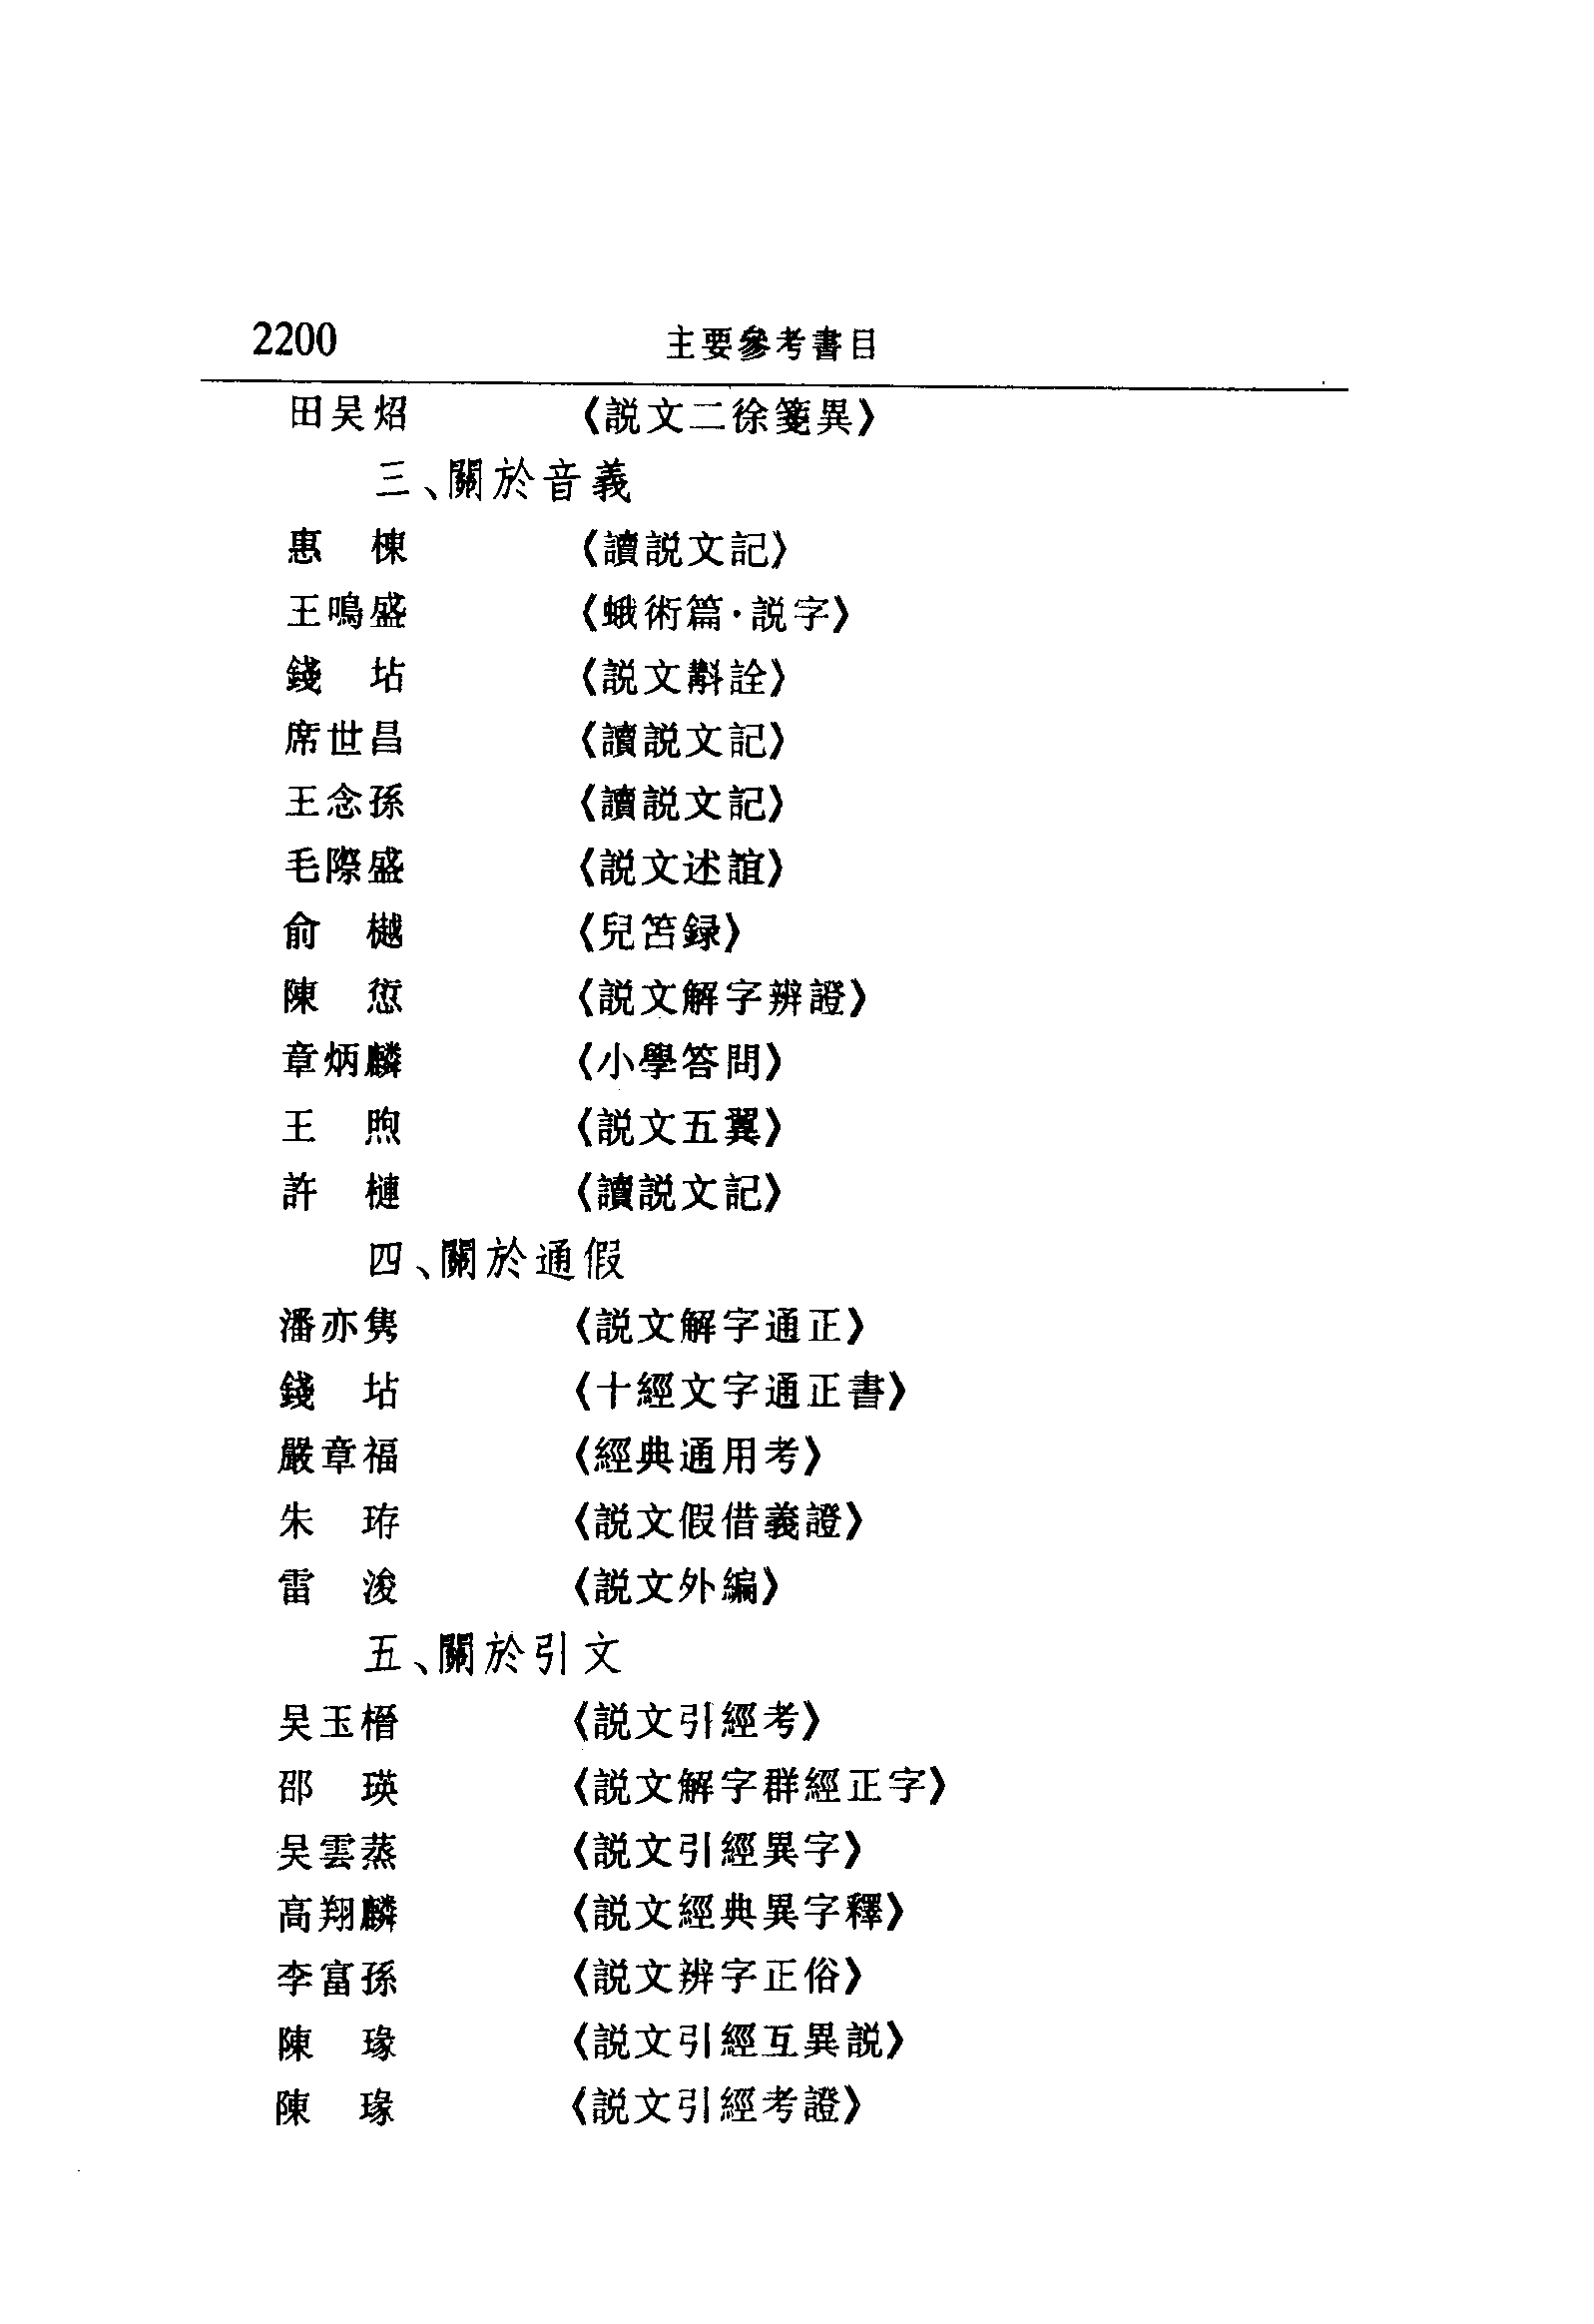 2200 主要參考書目
田吴炤 《説文二徐箋異》
三、關於音義
惠棟 《讀説文記》
王鳴盛 《蛾術篇·説字》
錢坫 《説文斠詮》
席世昌 《讀説文記》
王念孫 《讀説文記》
毛際盛 《説文述誼》
俞樾 《兒笘録》
陳㦚 《説文解字辨證》
章炳麟 《小學答問》
王煦 《説文五翼》
許槤 《讀説文記》
四、關於通假
潘亦雋 《説文解字通正》
錢坫 《十經文字通正書》
嚴章福 《經典通用考》
朱珔 《説文假借義證》
雷浚 《説文外編》
五、關於引文
吴玉搢 《説文引經考》
邵瑛 《説文解字群經正字》
吴雲蒸 《説文引經異字》
高翔麟 《説文經典異字釋》
李富孫 《説文辨字正俗》
陳瑑 《説文引經互異説》
陳瑑 《説文引經考證》